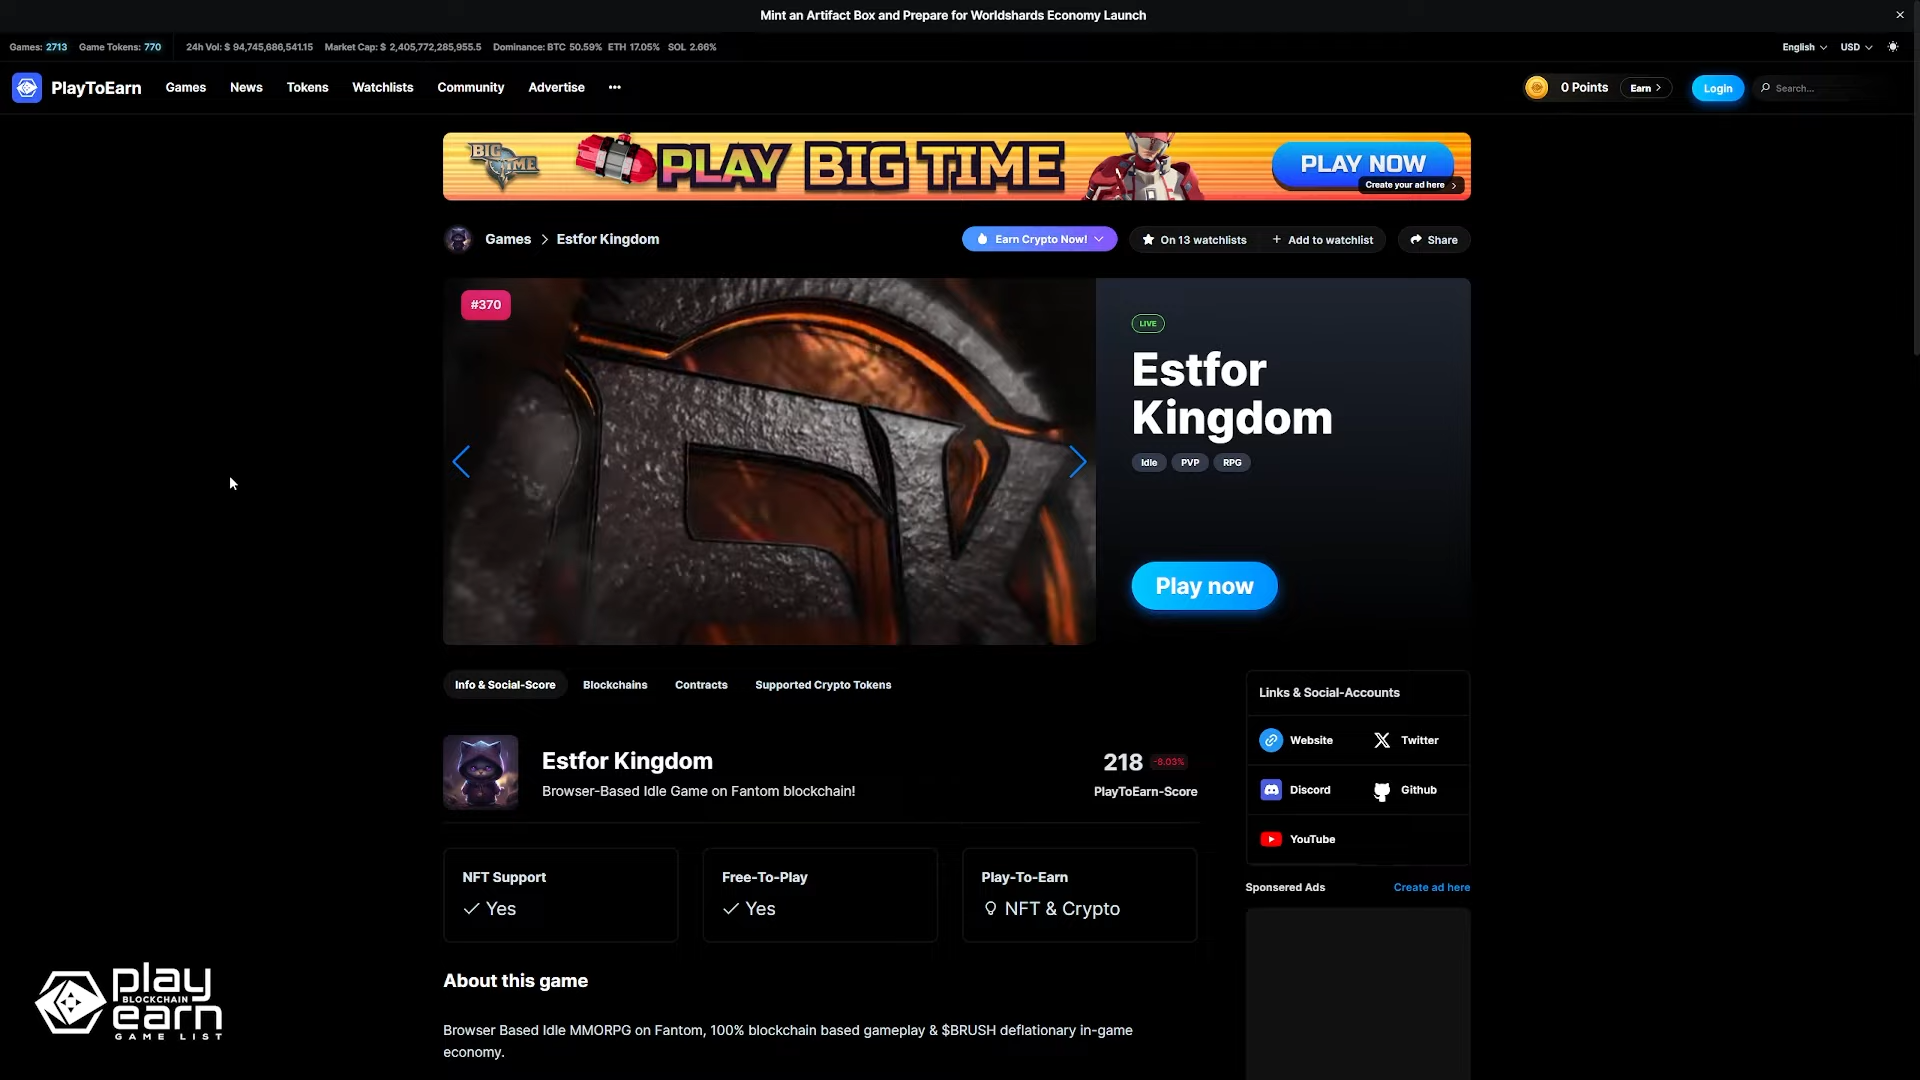 Mint an Artifact Box and Prepare for Worldshards Economy Launch
Games: 2713 Game Tokens: 770 24h Vol: $ 94,745,686,541.15 Market Cap: $ 2,405,772,285,955.5 Dominance: BTC 50.59% ETH 17.05% SOL 2.66% English USD
PlayToEarn Games News Tokens Watchlists Community Advertise ••• 0 Points Earn Login Search...
BIG TIME PLAY BIG TIME PLAY NOW
Create your ad here
Games Estfor Kingdom Earn Crypto Now! On 13 watchlists + Add to watchlist Share
#370
LIVE
Estfor
Kingdom
Idle PVP RPG
Play now
Info & Social-Score Blockchains Contracts Supported Crypto Tokens
Links & Social-Accounts
Website Twitter
Discord Github
YouTube
Estfor Kingdom
Browser-Based Idle Game on Fantom blockchain!
218 -8.03%
PlayToEarn-Score
Sponsored Ads Create ad here
NFT Support
Yes
Free-To-Play
Yes
Play-To-Earn
NFT & Crypto
About this game
Browser Based Idle MMORPG on Fantom, 100% blockchain based gameplay & $BRUSH deflationary in-game
economy.
play
BLOCKCHAIN
earn
GAME LIST